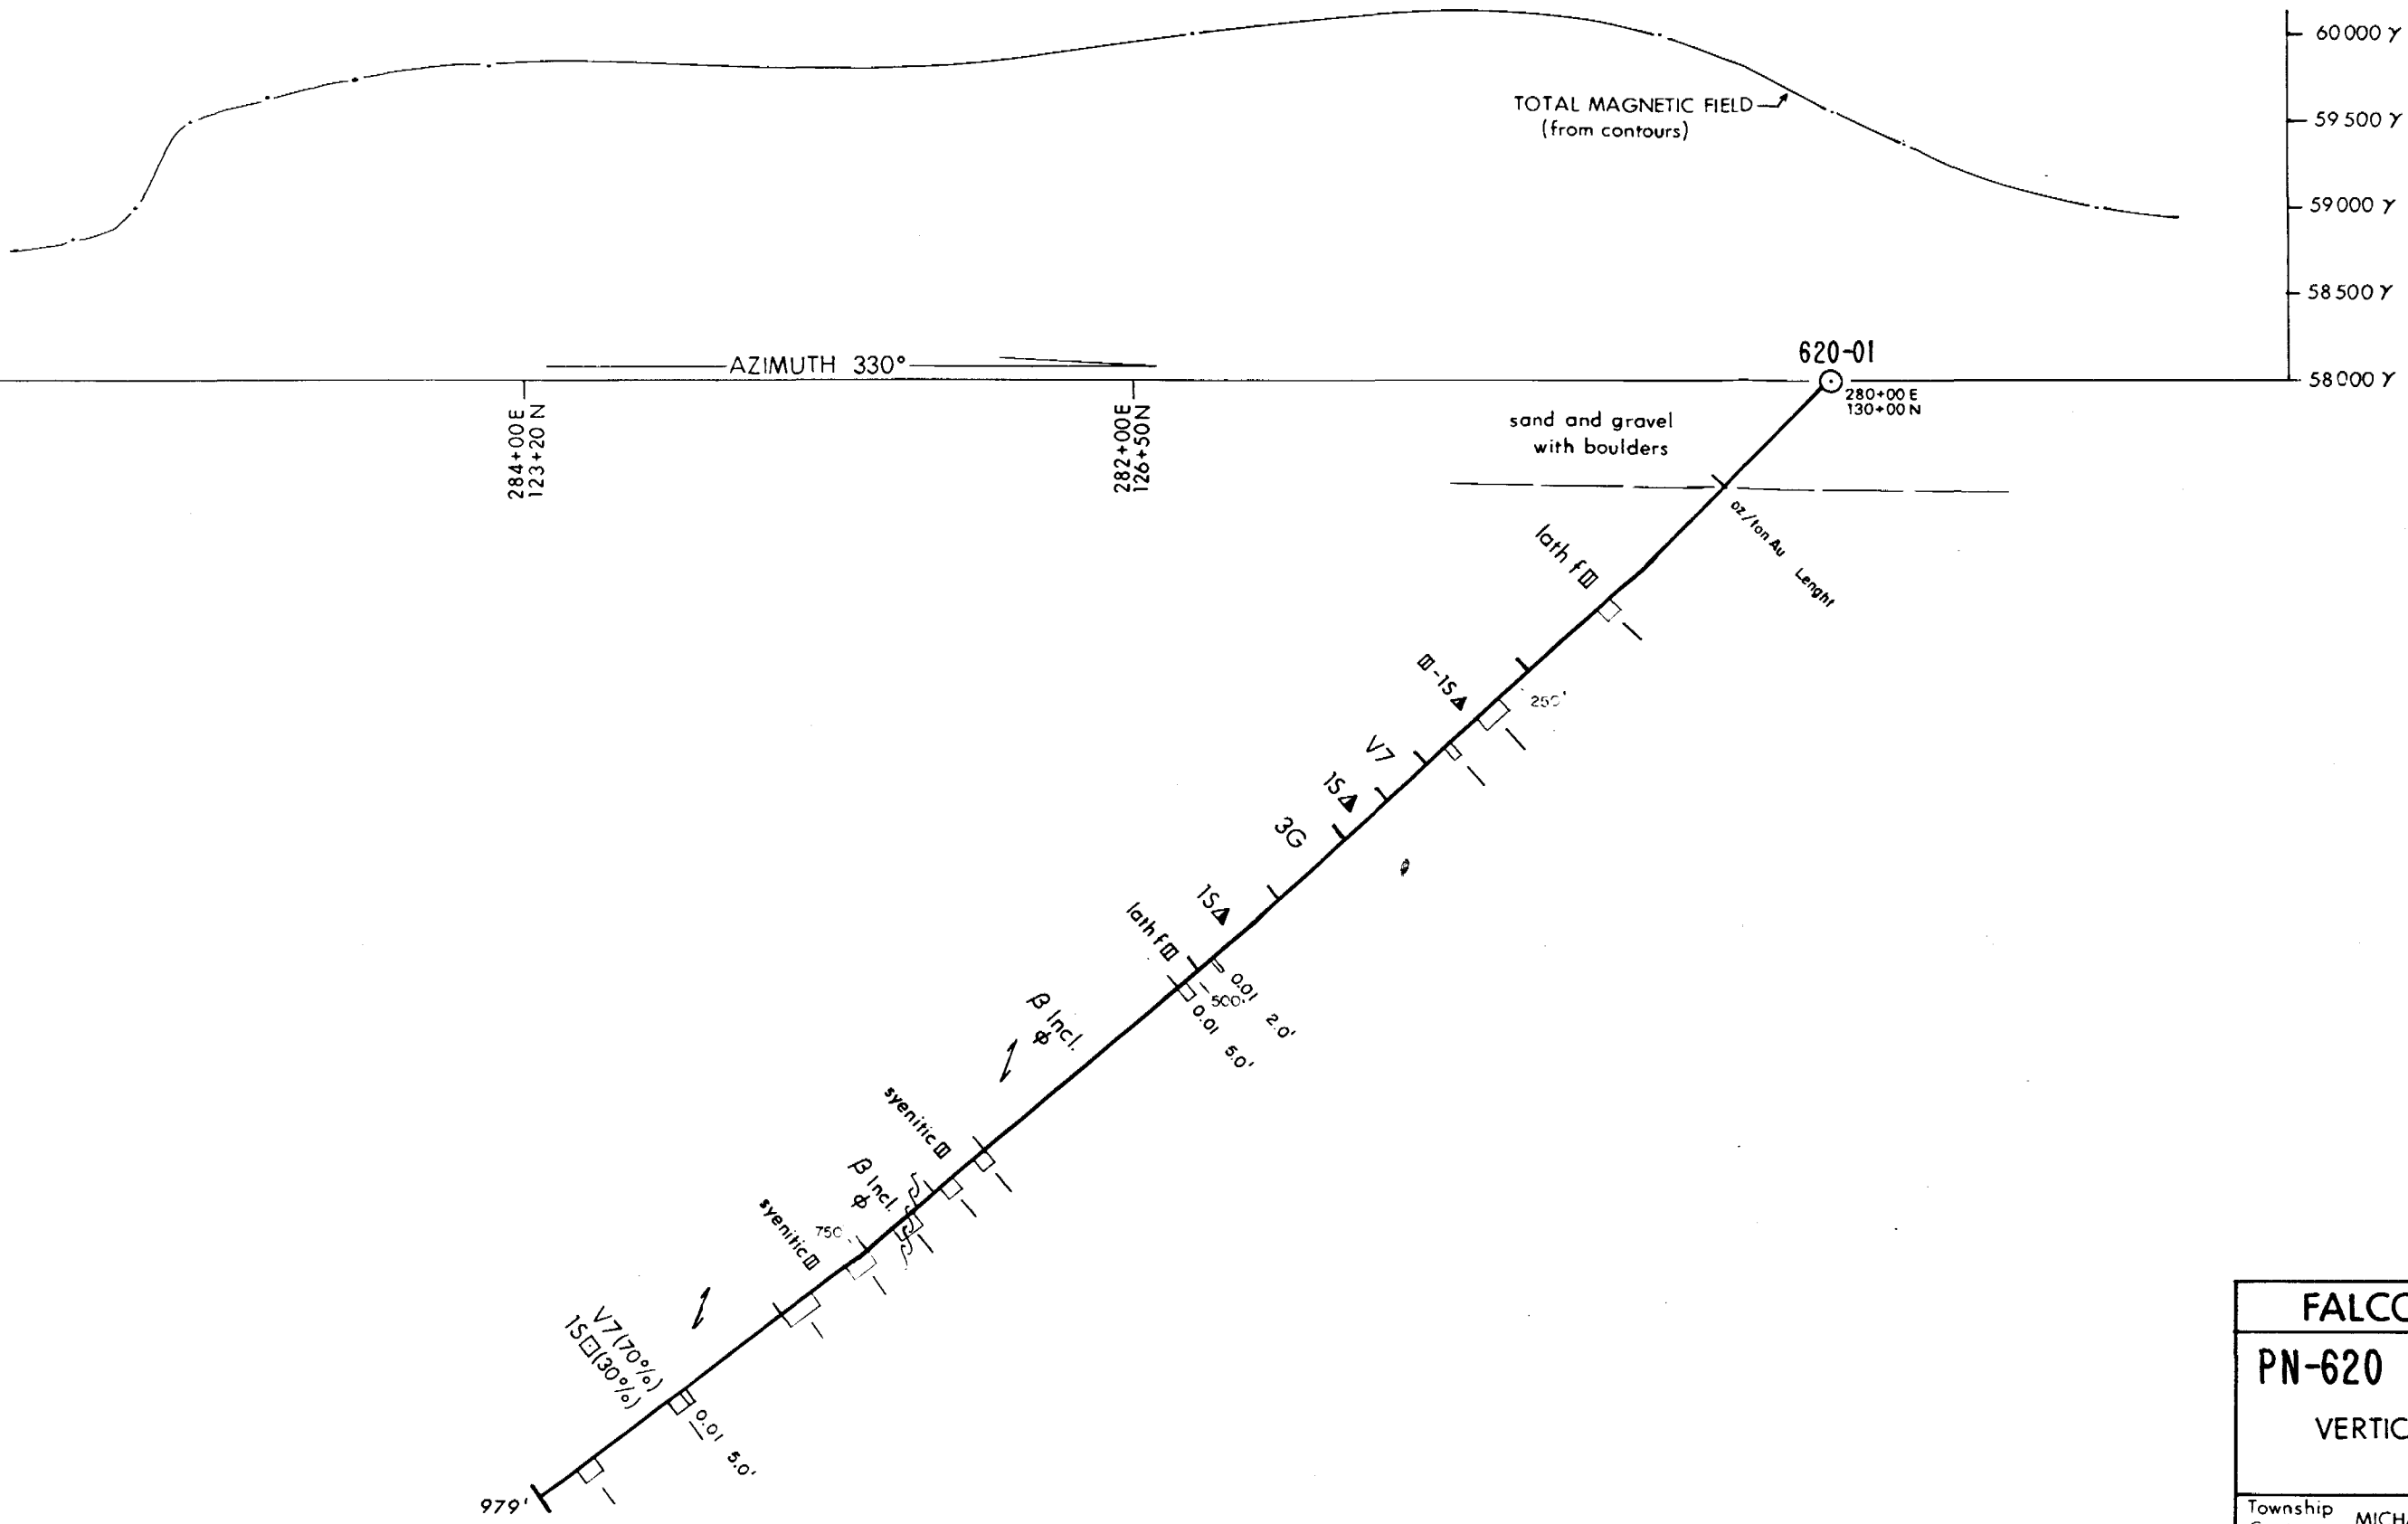 60000 γ
TOTAL MAGNETIC FIELD
(from contours)
59500 γ
59000 γ
58500 γ
58000 γ
AZIMUTH 330°
620-01
280+00 E
130+00 N
284+00E
123+20 N
282+00E
126+50N
sand and gravel
with boulders
oz/ton Au Lenght
lath f
-1S
250'
V7
1S
3G
1S
lath f
0.01 2.0'
500'
0.01 5.0'
β Incl.
φ
syenitic
β Incl.
φ
750'
syenitic
V7 (70%)
1S (30%)
0.01 5.0'
979'
FALCO
PN-620
VERTIC
Township MICH